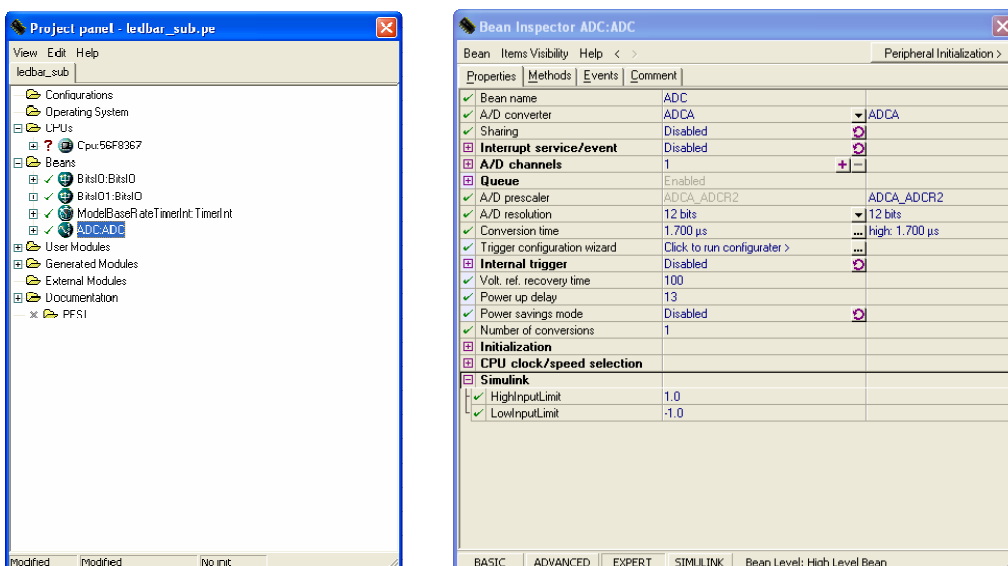 Project panel - ledbar_sub.pe
View Edit Help
ledbar_sub
Configurations
Operating System
CPUs
? Cpu:56F8367
Beans
BitsIO:BitsIO
BitsIO1:BitsIO
ModelBaseRateTimerInt:TimerInt
ADC:ADC
User Modules
Generated Modules
External Modules
Documentation
PESL
Modified Modified No init
Bean Inspector ADC:ADC
Bean Items Visibility Help < > Peripheral Initialization >
Properties Methods Events Comment
Bean name ADC
A/D converter ADCA ADCA
Sharing Disabled
Interrupt service/event Disabled
A/D channels 1 + -
Queue Enabled
A/D prescaler ADCA_ADCR2 ADCA_ADCR2
A/D resolution 12 bits 12 bits
Conversion time 1.700 µs ... high: 1.700 µs
Trigger configuration wizard Click to run configurater > ...
Internal trigger Disabled
Volt. ref. recovery time 100
Power up delay 13
Power savings mode Disabled
Number of conversions 1
Initialization
CPU clock/speed selection
Simulink
HighInputLimit 1.0
LowInputLimit -1.0
BASIC ADVANCED EXPERT SIMULINK Bean Level: High Level Bean